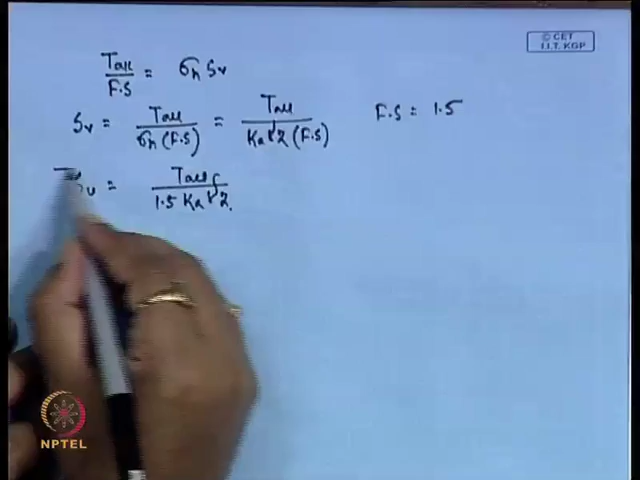 © CET
I.I.T. KGP
Tall / F.S = σh Sv
Sv = Tall / σh (F.S) = Tall / Ka γ z (F.S) F.S = 1.5
Sv = Tall / 1.5 Ka γ z.
NPTEL